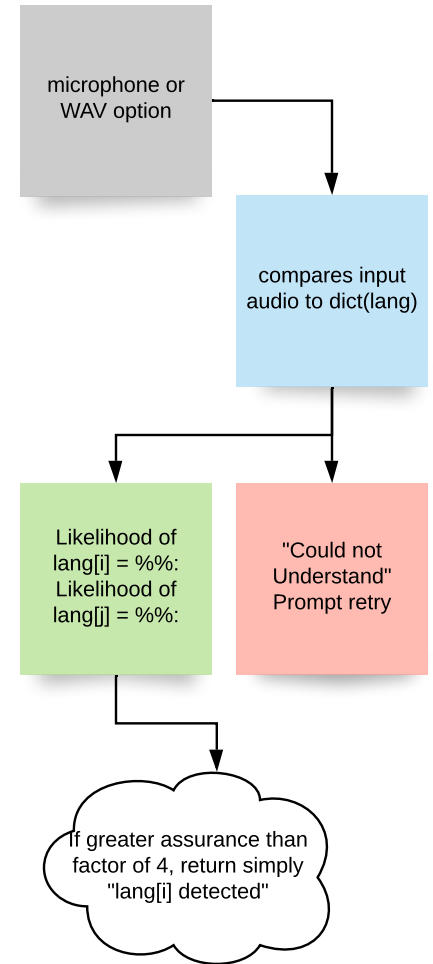 microphone or
WAV option
compares input
audio to dict(lang)
Likelihood of
lang[i] = %%:
Likelihood of
lang[j] = %%:
"Could not
Understand"
Prompt retry
If greater assurance than
factor of 4, return simply
"lang[i] detected"